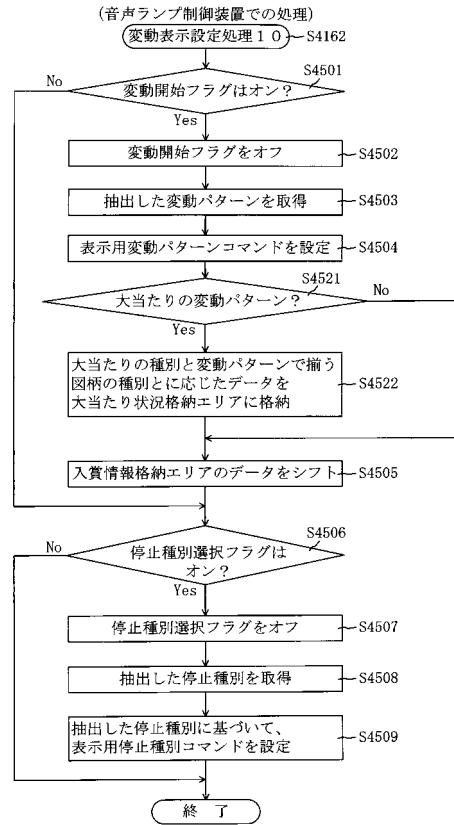 (音声ランプ制御装置での処理)
変動表示設定処理10
S4162
S4501
No
変動開始フラグはオン?
Yes
変動開始フラグをオフ
S4502
抽出した変動パターンを取得
S4503
表示用変動パターンコマンドを設定
S4504
S4521
No
大当たりの変動パターン?
Yes
大当たりの種別と変動パターンで揃う
図柄の種別とに応じたデータを
大当たり状況格納エリアに格納
S4522
入賞情報格納エリアのデータをシフト
S4505
S4506
No
停止種別選択フラグは
オン?
Yes
停止種別選択フラグをオフ
S4507
抽出した停止種別を取得
S4508
抽出した停止種別に基づいて、
表示用停止種別コマンドを設定
S4509
終 了